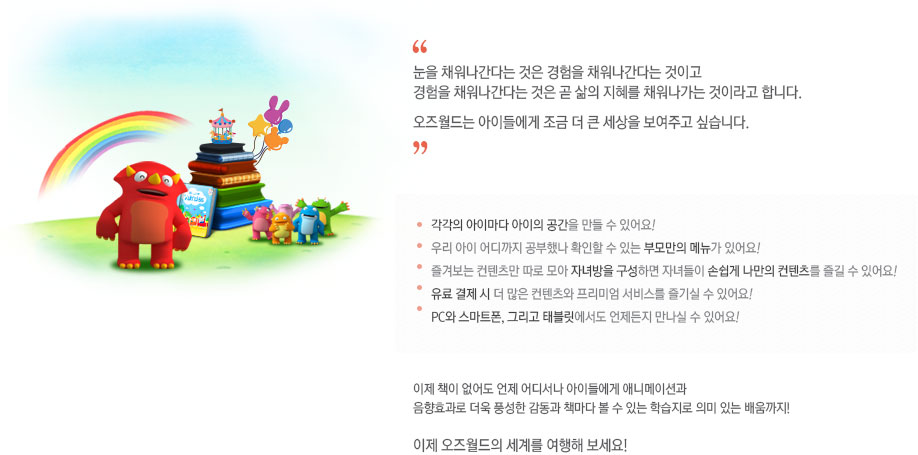 “
눈을 채워나간다는 것은 경험을 채워나간다는 것이고
경험을 채워나간다는 것은 곧 삶의 지혜를 채워나가는 것이라고 합니다.
오즈월드는 아이들에게 조금 더 큰 세상을 보여주고 싶습니다.
”
• 각각의 아이마다 아이의 공간을 만들 수 있어요!
• 우리 아이 어디까지 공부했나 확인할 수 있는 부모만의 메뉴가 있어요!
• 즐겨보는 컨텐츠만 따로 모아 자녀방을 구성하면 자녀들이 손쉽게 나만의 컨텐츠를 즐길 수 있어요!
• 유료 결제 시 더 많은 컨텐츠와 프리미엄 서비스를 즐기실 수 있어요!
• PC와 스마트폰, 그리고 태블릿에서도 언제든지 만나실 수 있어요!
이제 책이 없어도 언제 어디서나 아이들에게 애니메이션과
음향효과로 더욱 풍성한 감동과 책마다 볼 수 있는 학습지로 의미 있는 배움까지!
이제 오즈월드의 세계를 여행해 보세요!